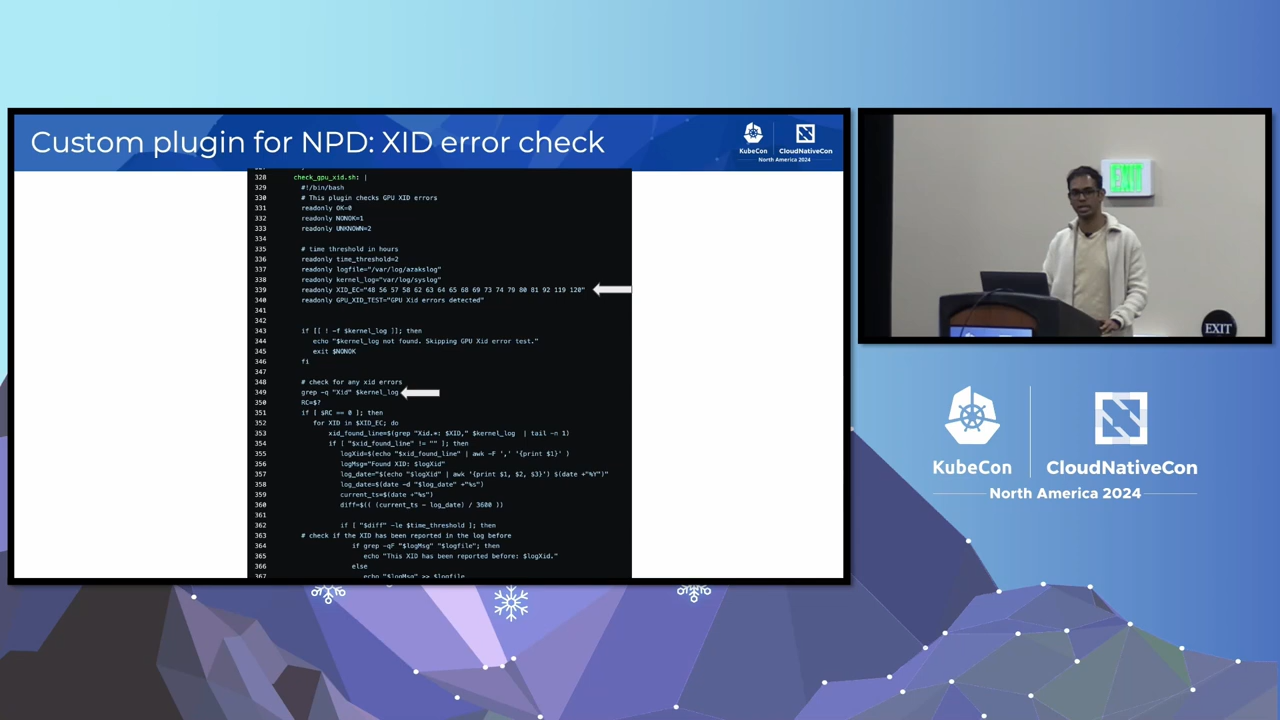 Custom plugin for NPD: XID error check
KubeCon
CloudNativeCon
North America 2024
328 check_gpu_xid.sh: |
329 #!/bin/bash
330 # This plugin checks GPU XID errors
331 readonly OK=0
332 readonly NONOK=1
333 readonly UNKNOWN=2
334
335 # time threshold in hours
336 readonly time_threshold=2
337 readonly logfile="/var/log/azakslog"
338 readonly kernel_log="var/log/syslog"
339 readonly XID_EC="48 56 57 58 62 63 64 65 68 69 73 74 79 80 81 92 119 120"
340 readonly GPU_XID_TEST="GPU Xid errors detected"
341
342
343 if [[ ! -f $kernel_log ]]; then
344 echo "$kernel_log not found. Skipping GPU Xid error test."
345 exit $NONOK
346 fi
347
348 # check for any xid errors
349 grep -q "Xid" $kernel_log
350 RC=$?
351 if [ $RC == 0 ]; then
352 for XID in $XID_EC; do
353 xid_found_line=$(grep "Xid.*: $XID," $kernel_log | tail -n 1)
354 if [ "$xid_found_line" != "" ]; then
355 logXid=$(echo "$xid_found_line" | awk -F ',' '{print $1}' )
356 logMsg="Found XID: $logXid"
357 log_date="$(echo "$logXid" | awk '{print $1, $2, $3}') $(date +"%Y")"
358 log_date=$(date -d "$log_date" +"%s")
359 current_ts=$(date +"%s")
360 diff=$(( (current_ts - log_date) / 3600 ))
361
362 if [ "$diff" -le $time_threshold ]; then
363 # check if the XID has been reported in the log before
364 if grep -qF "$logMsg" "$logfile"; then
365 echo "This XID has been reported before: $logXid."
366 else
367 echo "$logMsg" >> $logfile
EXIT
EXIT
KubeCon
CloudNativeCon
North America 2024